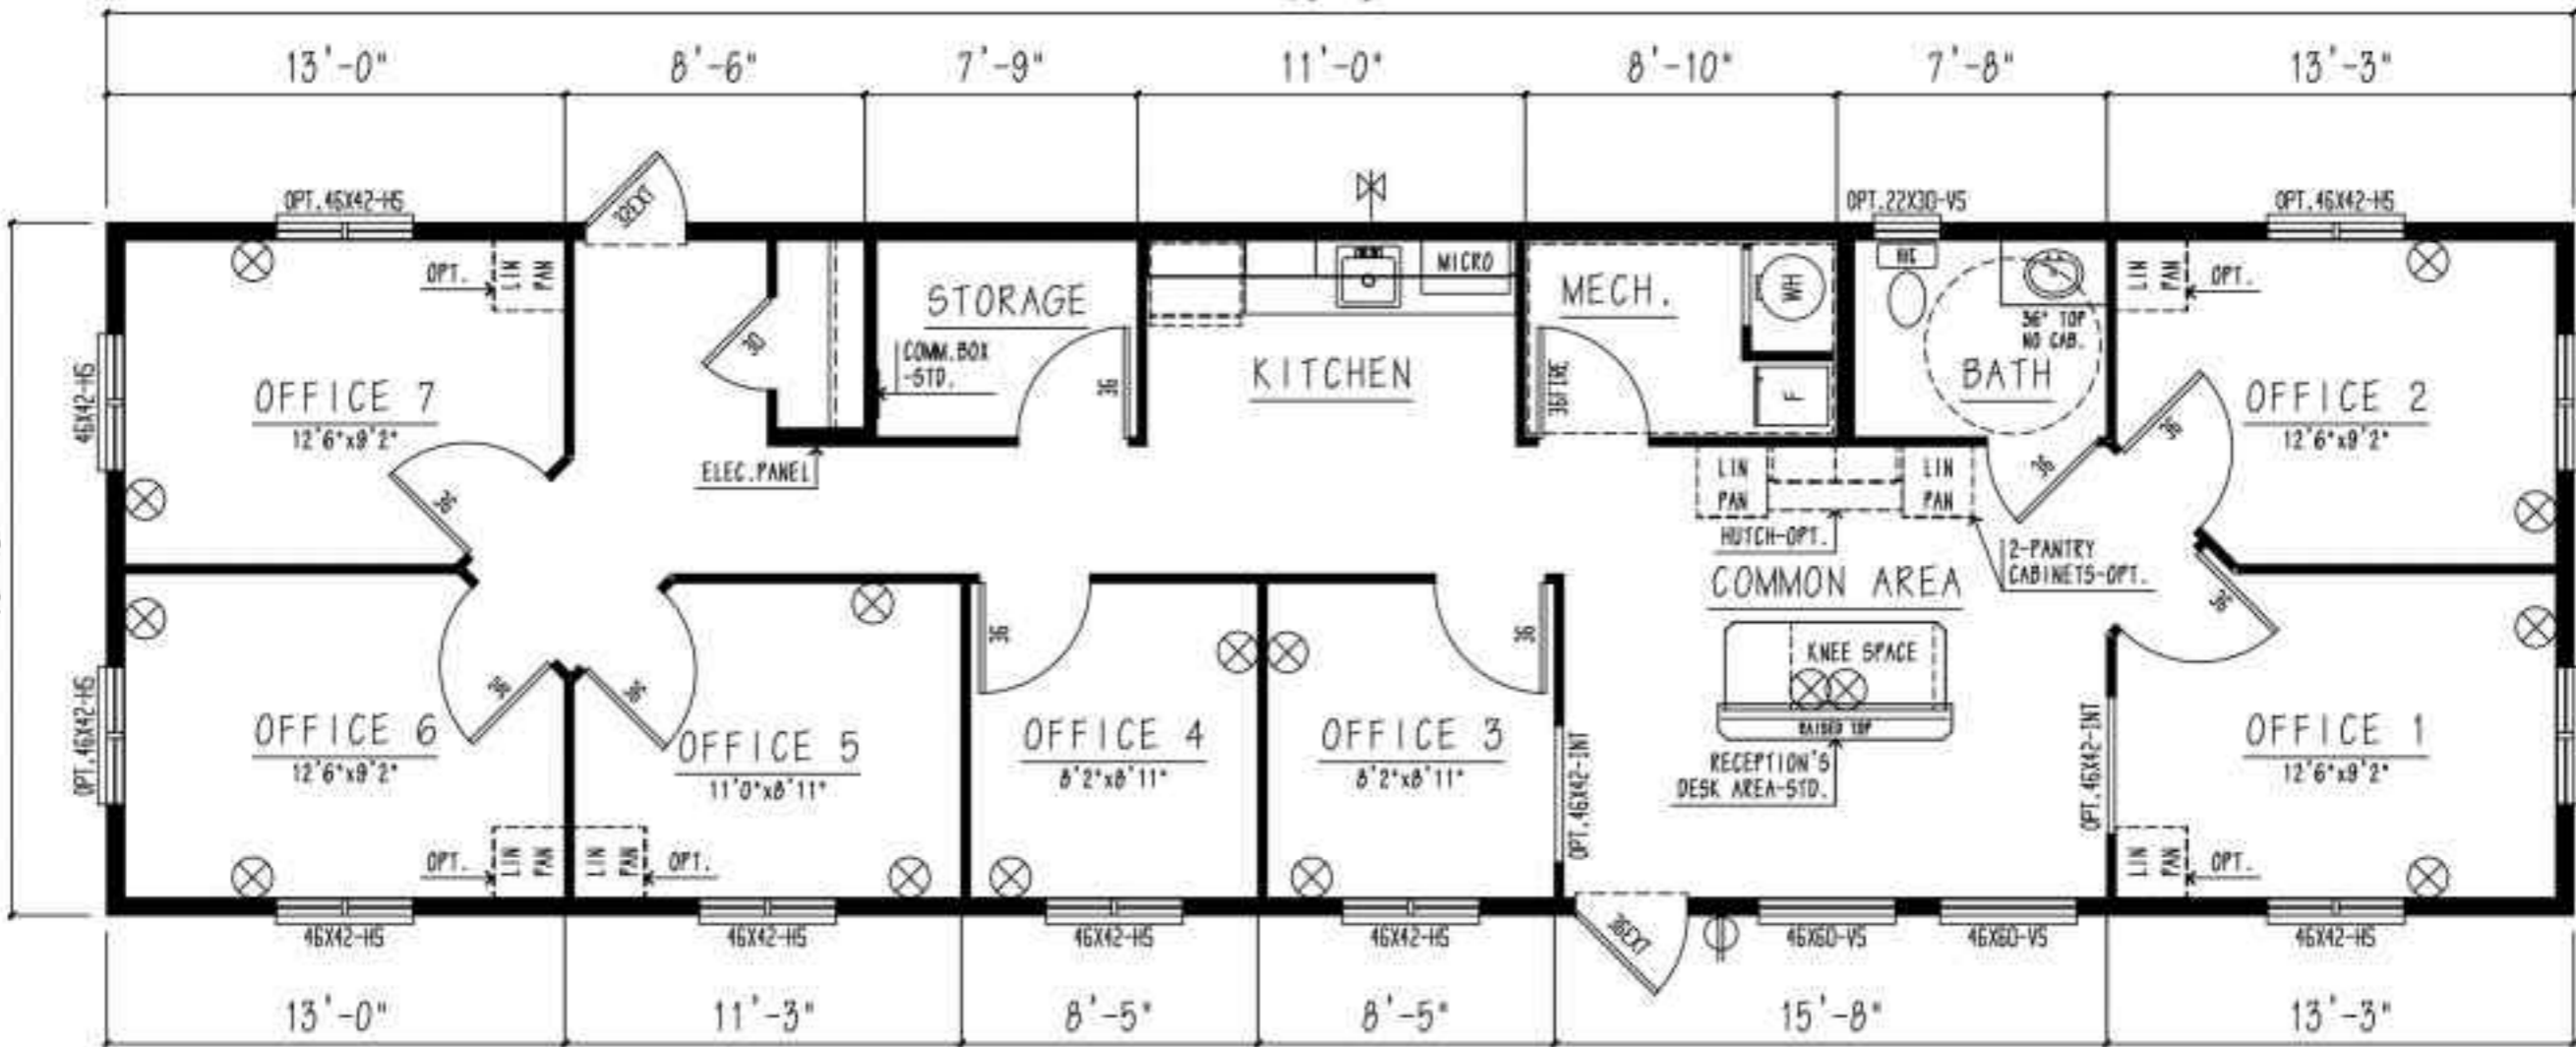 13'-0" 8'-6" 7'-9" 11'-0" 8'-10" 7'-8" 13'-3"
OPT.46X42-HS
32EXT
OPT.22X30-VS
OPT.46X42-HS
OPT.
LIN PAN
30
STORAGE
COMM.BOX
-STD.
36
MICRO
KITCHEN
MECH.
WH
36FIRE
F
36" TOP
NO CAB.
BATH
LIN PAN
OPT.
46X42-HS
OFFICE 7
12'6"x9'2"
36
ELEC.PANEL
LIN
PAN
LIN
PAN
HUTCH-OPT.
36
2-PANTRY
CABINETS-OPT.
36
OFFICE 2
12'6"x9'2"
COMMON AREA
KNEE SPACE
RAISED TOP
RECEPTION'S
DESK AREA-STD.
OPT.46X42-HS
OFFICE 6
12'6"x9'2"
36
36
OFFICE 5
11'0"x8'11"
36
OFFICE 4
8'2"x8'11"
36
OFFICE 3
8'2"x8'11"
OPT.46X42-INT
OPT.46X42-INT
36
OFFICE 1
12'6"x9'2"
OPT.
LIN PAN
LIN PAN
OPT.
LIN PAN
OPT.
46X42-HS
46X42-HS
46X42-HS
46X42-HS
36EXT
46X60-VS
46X60-VS
46X42-HS
13'-0" 11'-3" 8'-5" 8'-5" 15'-8" 13'-3"